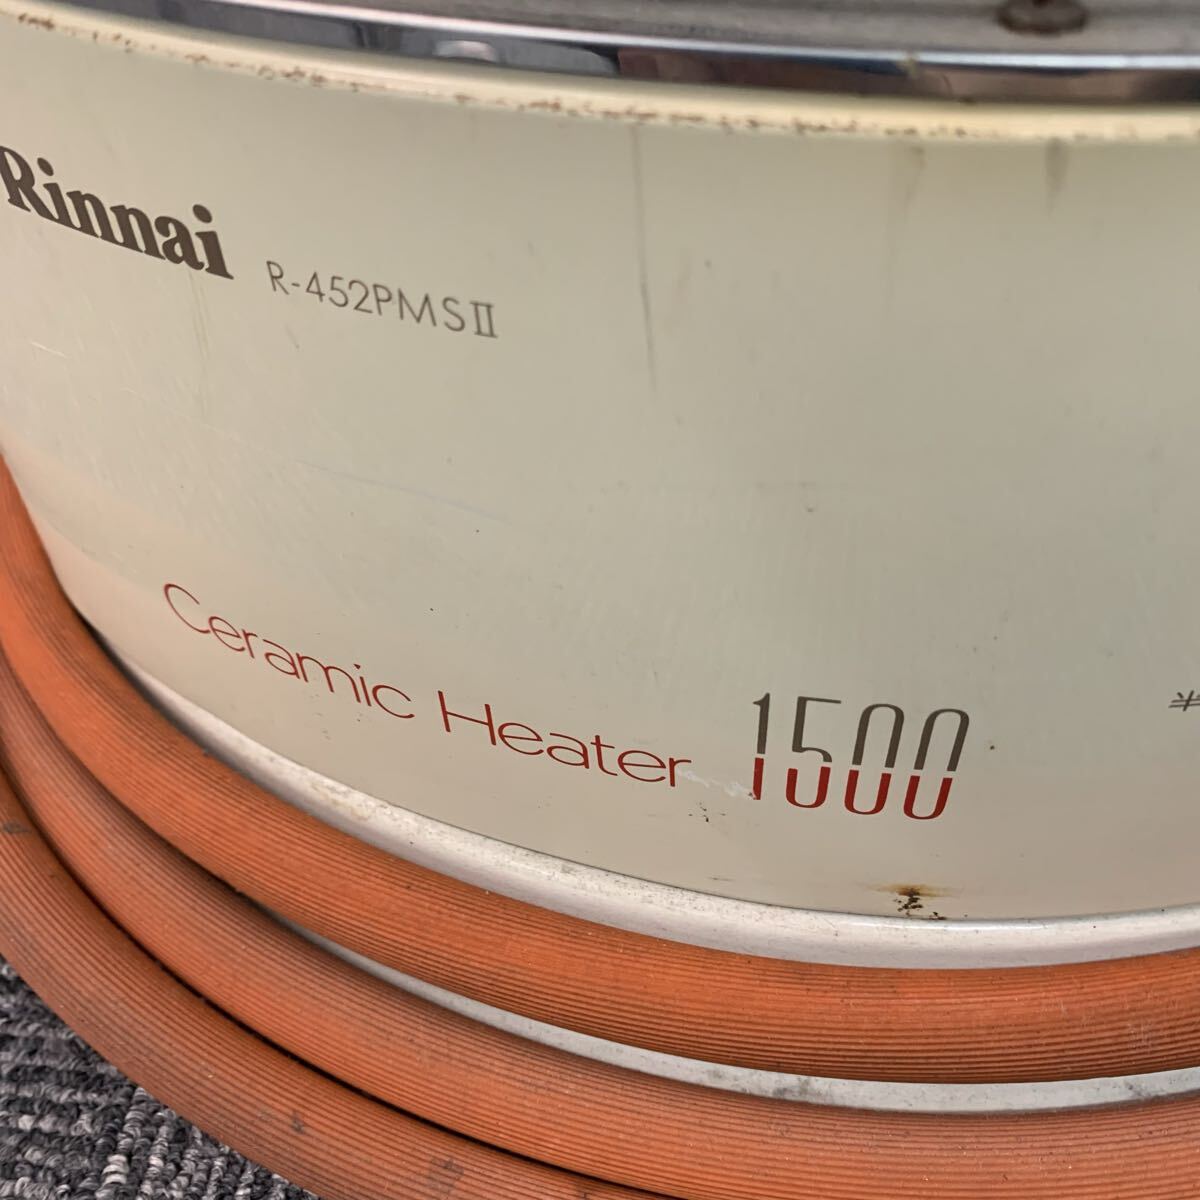 Rinnai
R-452PMSⅡ
Ceramic Heater 1500